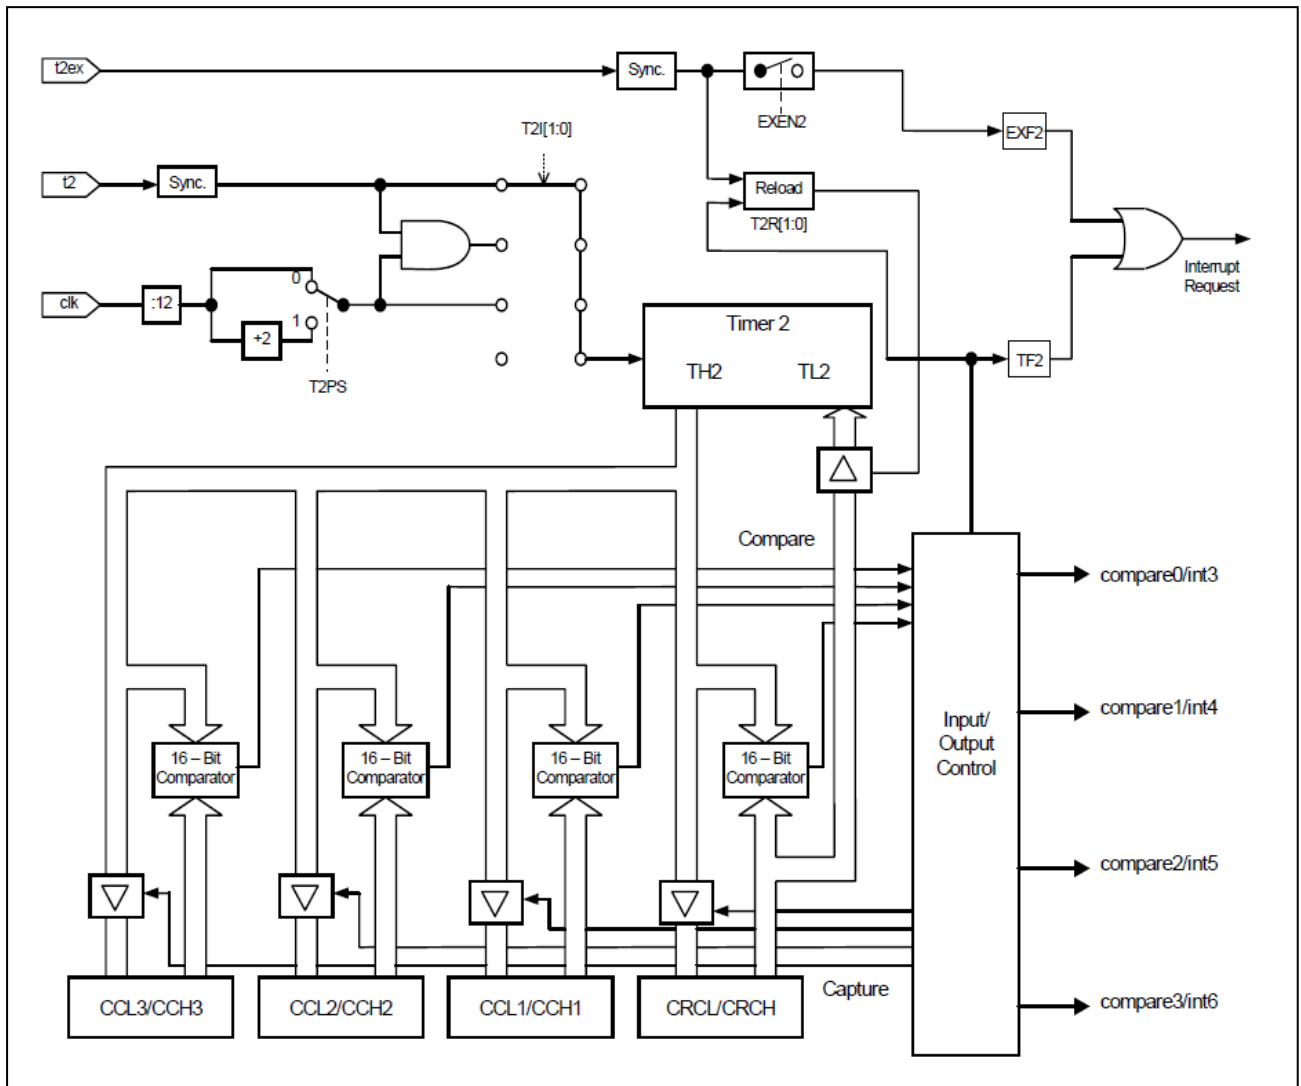 t2ex
Sync.
EXEN2
EXF2
T2I[1:0]
t2
Sync.
Reload
T2R[1:0]
Interrupt
Request
clk
:12
0
1
+2
T2PS
Timer 2
TH2 TL2
TF2
Compare
compare0/int3
compare1/int4
Input/
Output
Control
16 – Bit
Comparator
16 – Bit
Comparator
16 – Bit
Comparator
16 – Bit
Comparator
compare2/int5
Capture
compare3/int6
CCL3/CCH3
CCL2/CCH2
CCL1/CCH1
CRCL/CRCH